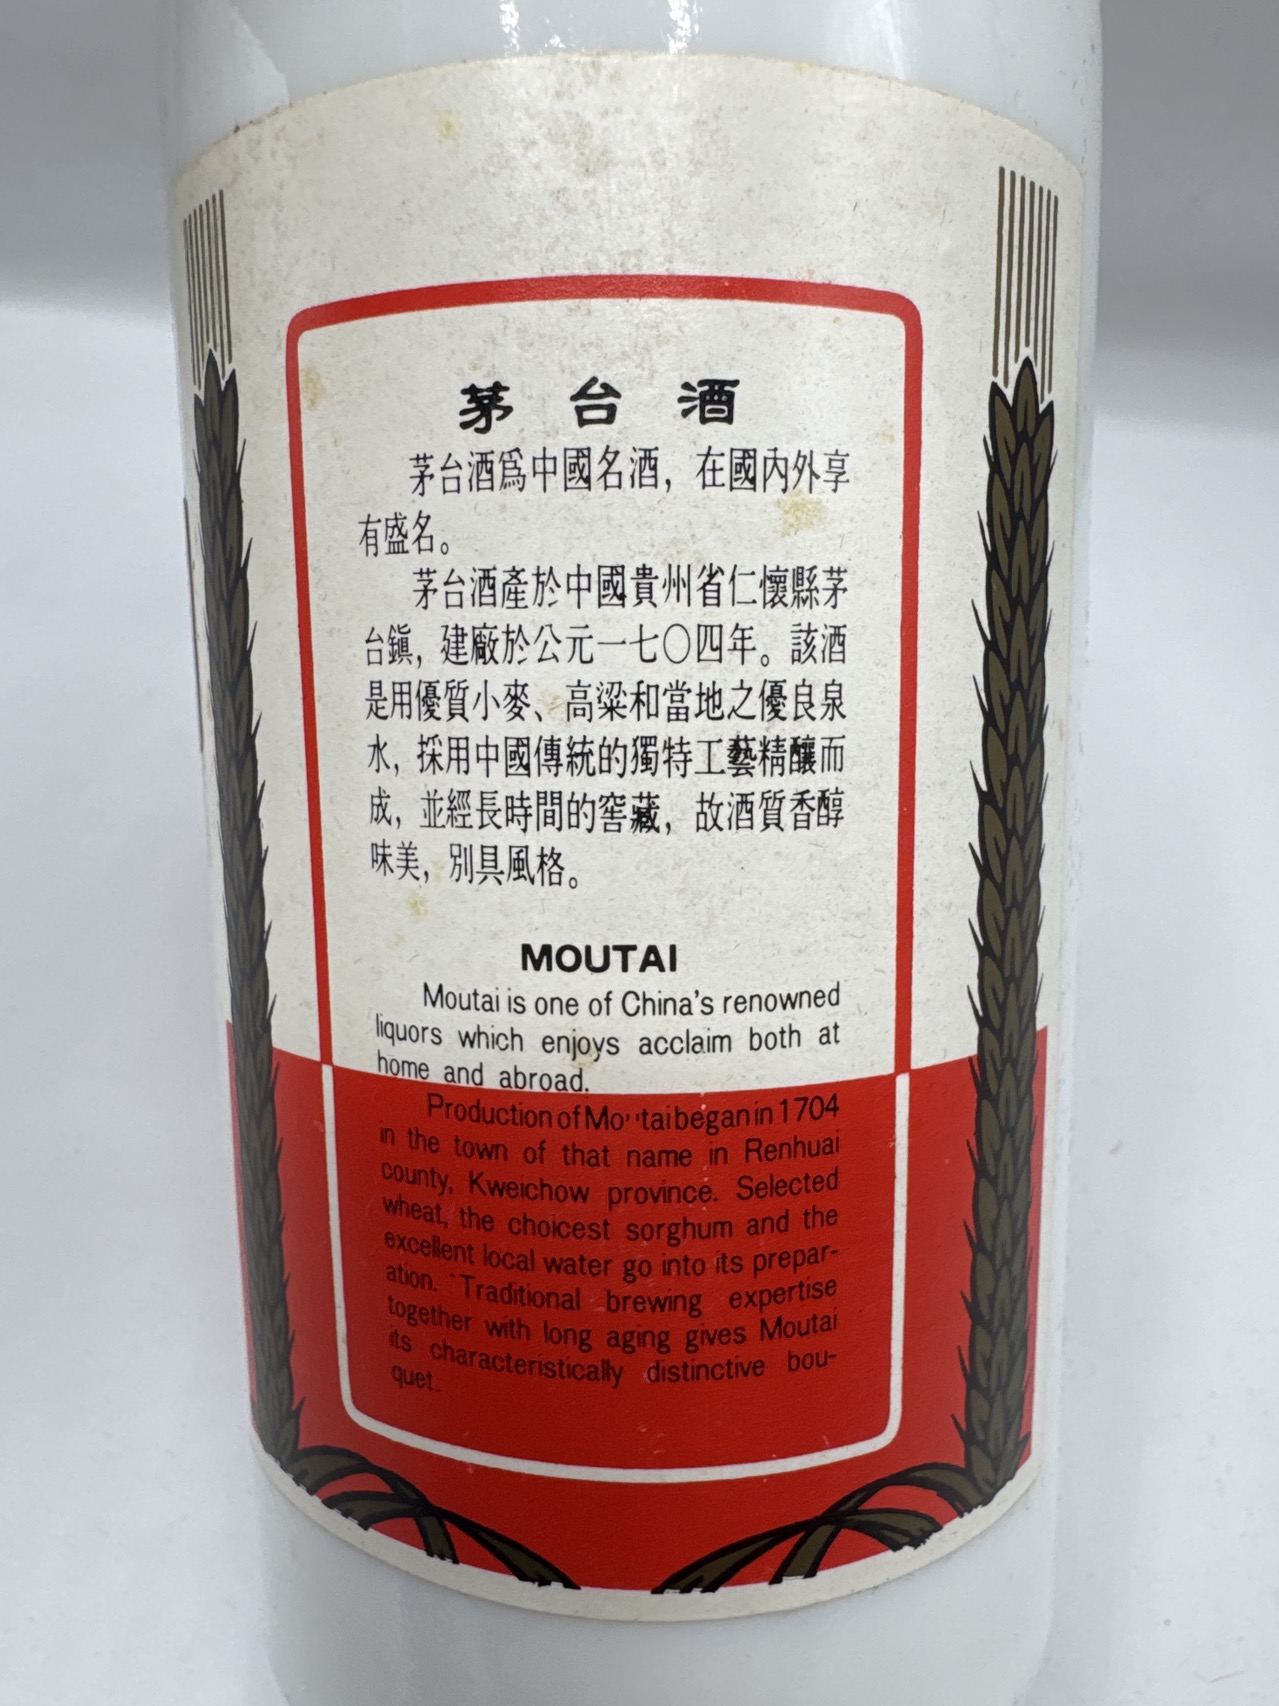 茅台酒
茅台酒爲中國名酒，在國內外享
有盛名。
茅台酒產於中國貴州省仁懷縣茅
台鎭，建廠於公元一七〇四年。該酒
是用優質小麥、高粱和當地之優良泉
水，採用中國傳統的獨特工藝精釀而
成，並經長時間的窖藏，故酒質香醇
味美，別具風格。
MOUTAI
Moutai is one of China's renowned
liquors which enjoys acclaim both at
home and abroad.
Production of Moutai began in 1704
in the town of that name in Renhuai
county, Kweichow province. Selected
wheat, the choicest sorghum and the
excellent local water go into its prepar-
ation. Traditional brewing expertise
together with long aging gives Moutai
its characteristically distinctive bou-
quet.